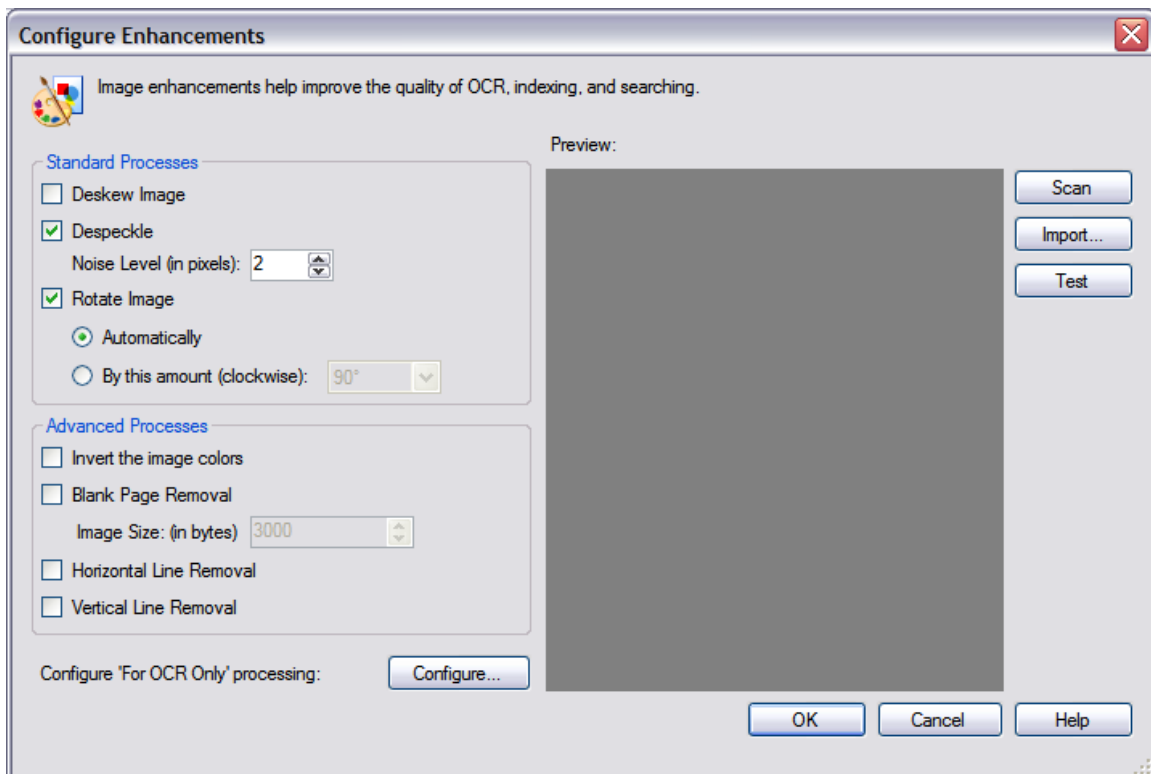 Configure Enhancements
Image enhancements help improve the quality of OCR, indexing, and searching.
Standard Processes
Deskew Image
Despeckle
Noise Level (in pixels): 2
Rotate Image
Automatically
By this amount (clockwise): 90°
Advanced Processes
Invert the image colors
Blank Page Removal
Image Size: (in bytes) 3000
Horizontal Line Removal
Vertical Line Removal
Configure 'For OCR Only' processing: Configure...
Preview:
Scan
Import...
Test
OK Cancel Help